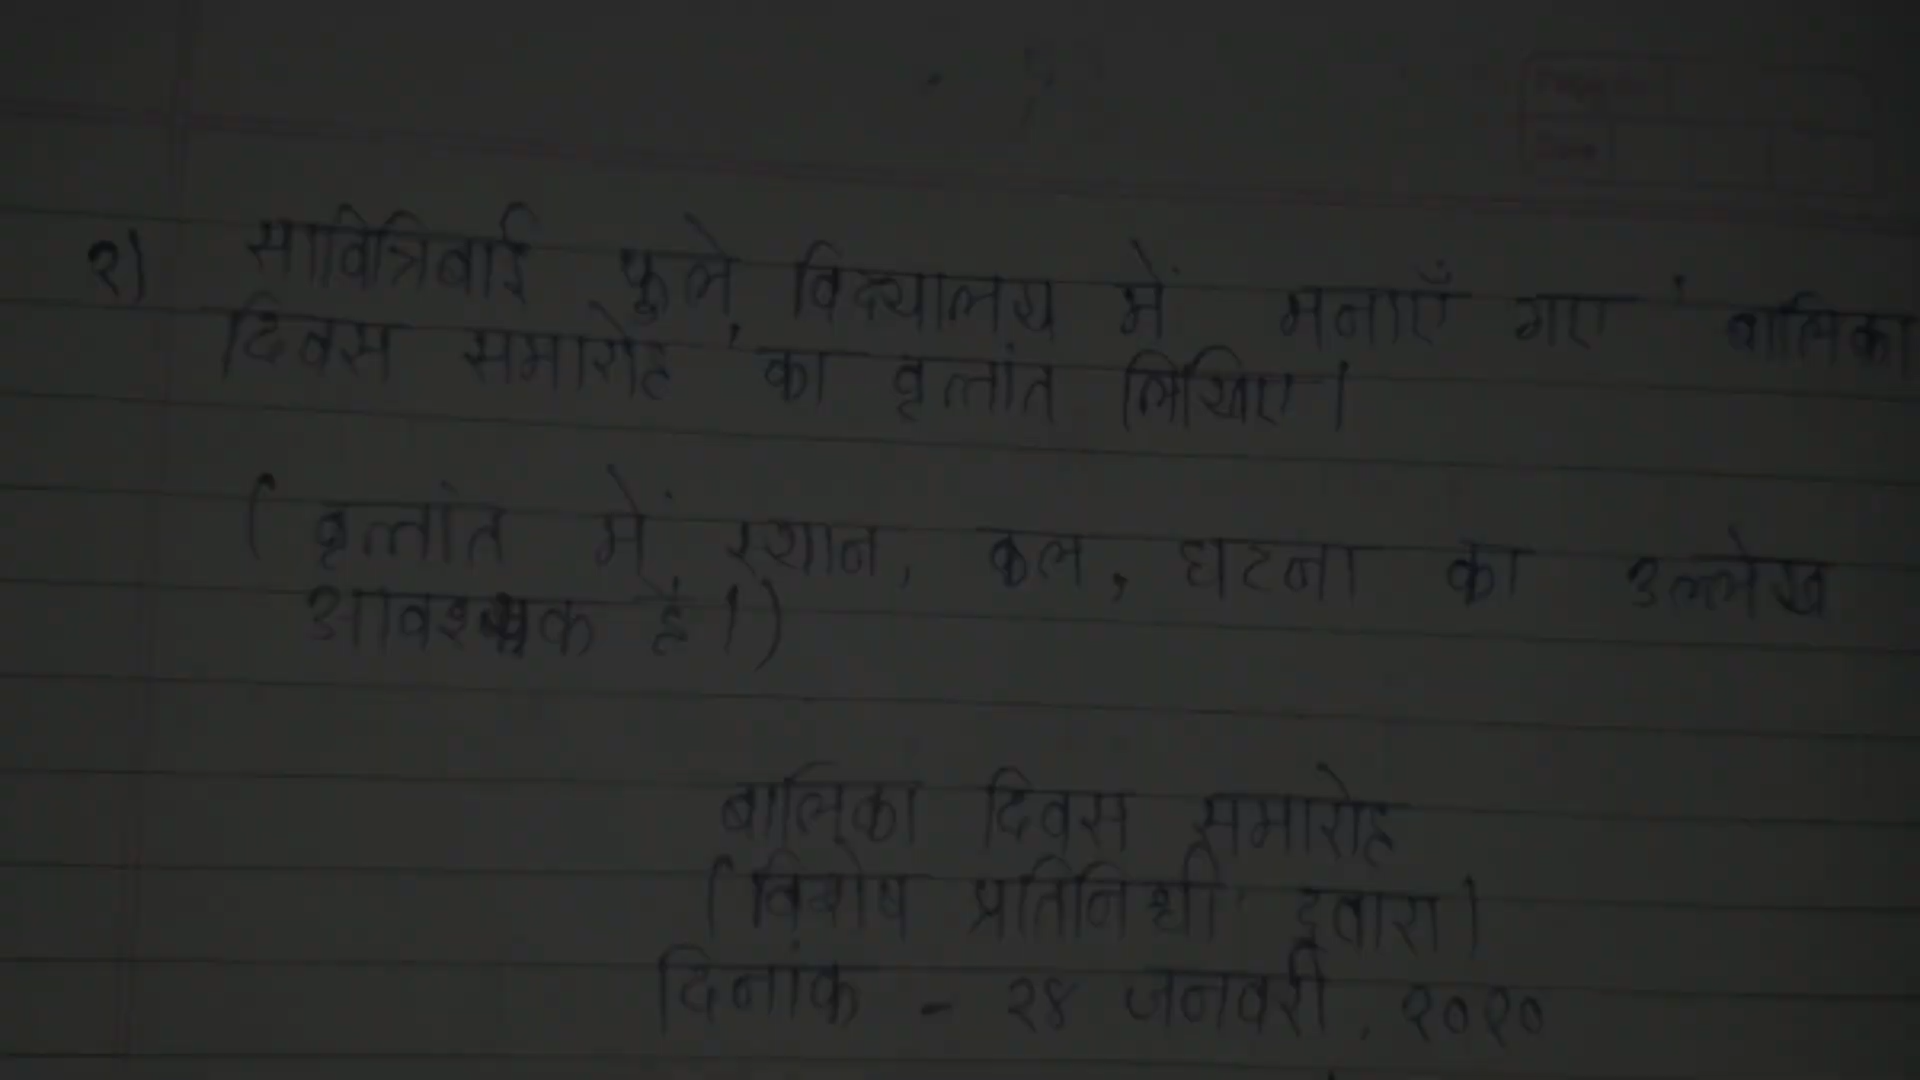 २) सावित्रिबाई फुले विद्यालय में मनाएँ गए 'बालिका
दिवस समारोह' का वृत्तांत लिखिए।
( वृत्तांत में स्थान, काल, घटना का उल्लेख
आवश्यक है।)
बालिका दिवस समारोह
(विशेष प्रतिनिधी द्वारा)
दिनांक - २४ जनवरी, २०२०